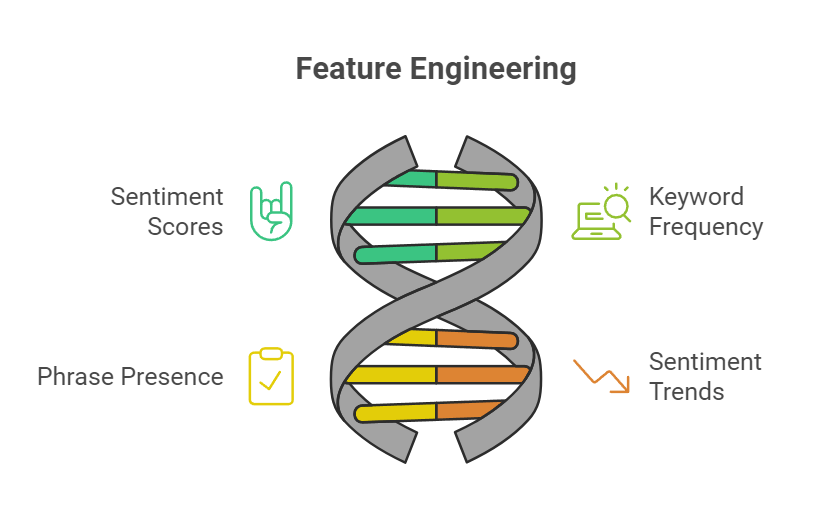 Feature Engineering
Sentiment
Scores
Keyword
Frequency
Phrase Presence
Sentiment
Trends